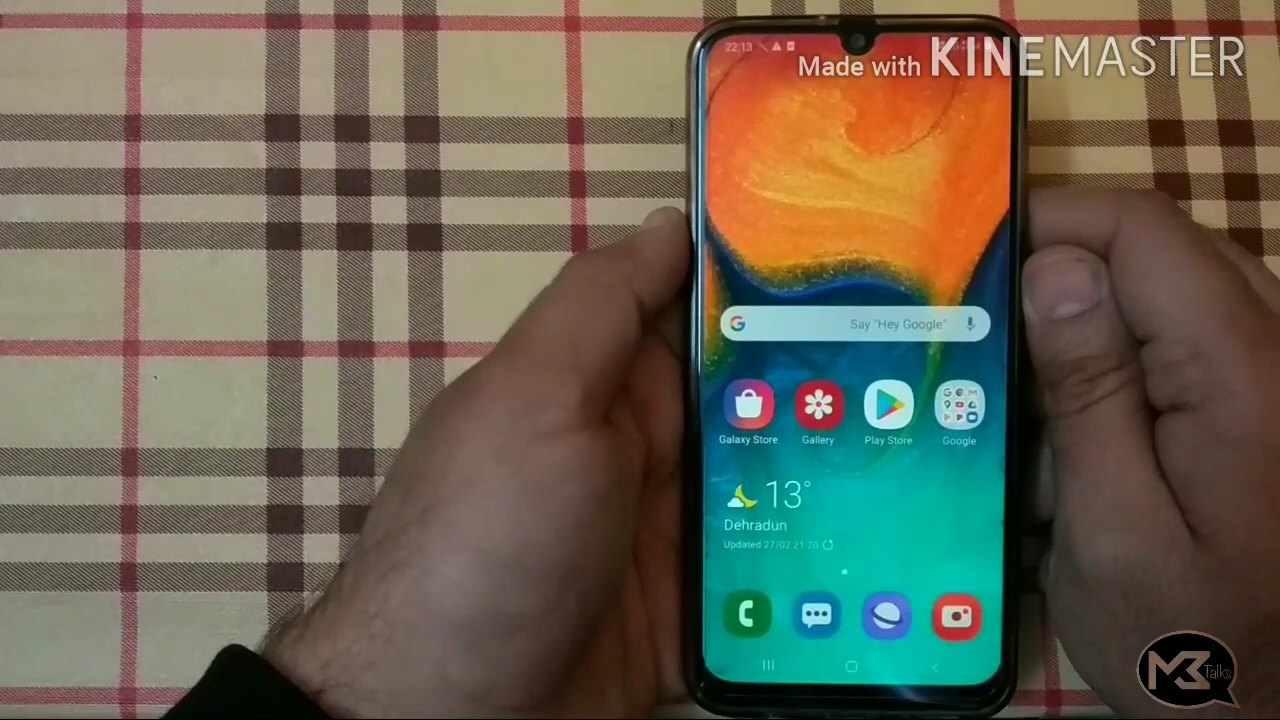 22:13
Made with KINEMASTER
Say "Hey Google"
Galaxy Store
Gallery
Play Store
Google
13°
Dehradun
Updated 27/02 21:20
M3 Talks